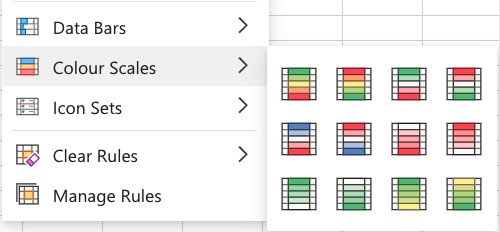 Data Bars
Colour Scales
Icon Sets
Clear Rules
Manage Rules